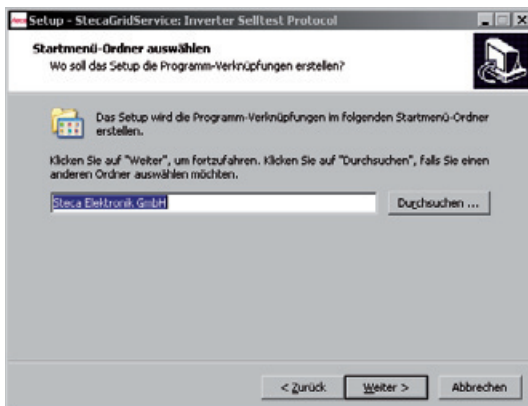 Steca Setup - StecaGridService: Inverter Selftest Protocol
Startmenü-Ordner auswählen
Wo soll das Setup die Programm-Verknüpfungen erstellen?
Das Setup wird die Programm-Verknüpfungen im folgenden Startmenü-Ordner
erstellen.
Klicken Sie auf "Weiter", um fortzufahren. Klicken Sie auf "Durchsuchen", falls Sie einen
anderen Ordner auswählen möchten.
Steca Elektronik GmbH
Durchsuchen ...
< Zurück
Weiter >
Abbrechen